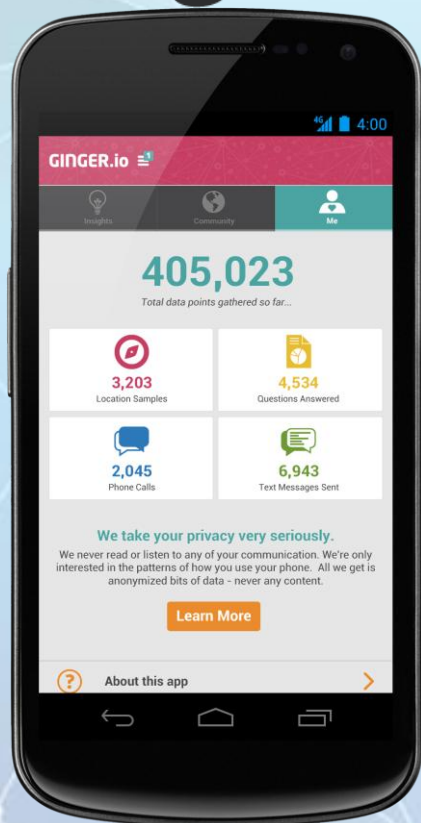 4G 4:00
GINGER.io 1
Insights Community Me
405,023
Total data points gathered so far...
3,203
Location Samples
4,534
Questions Answered
2,045
Phone Calls
6,943
Text Messages Sent
We take your privacy very seriously.
We never read or listen to any of your communication. We're only
interested in the patterns of how you use your phone. All we get is
anonymized bits of data - never any content.
Learn More
? About this app